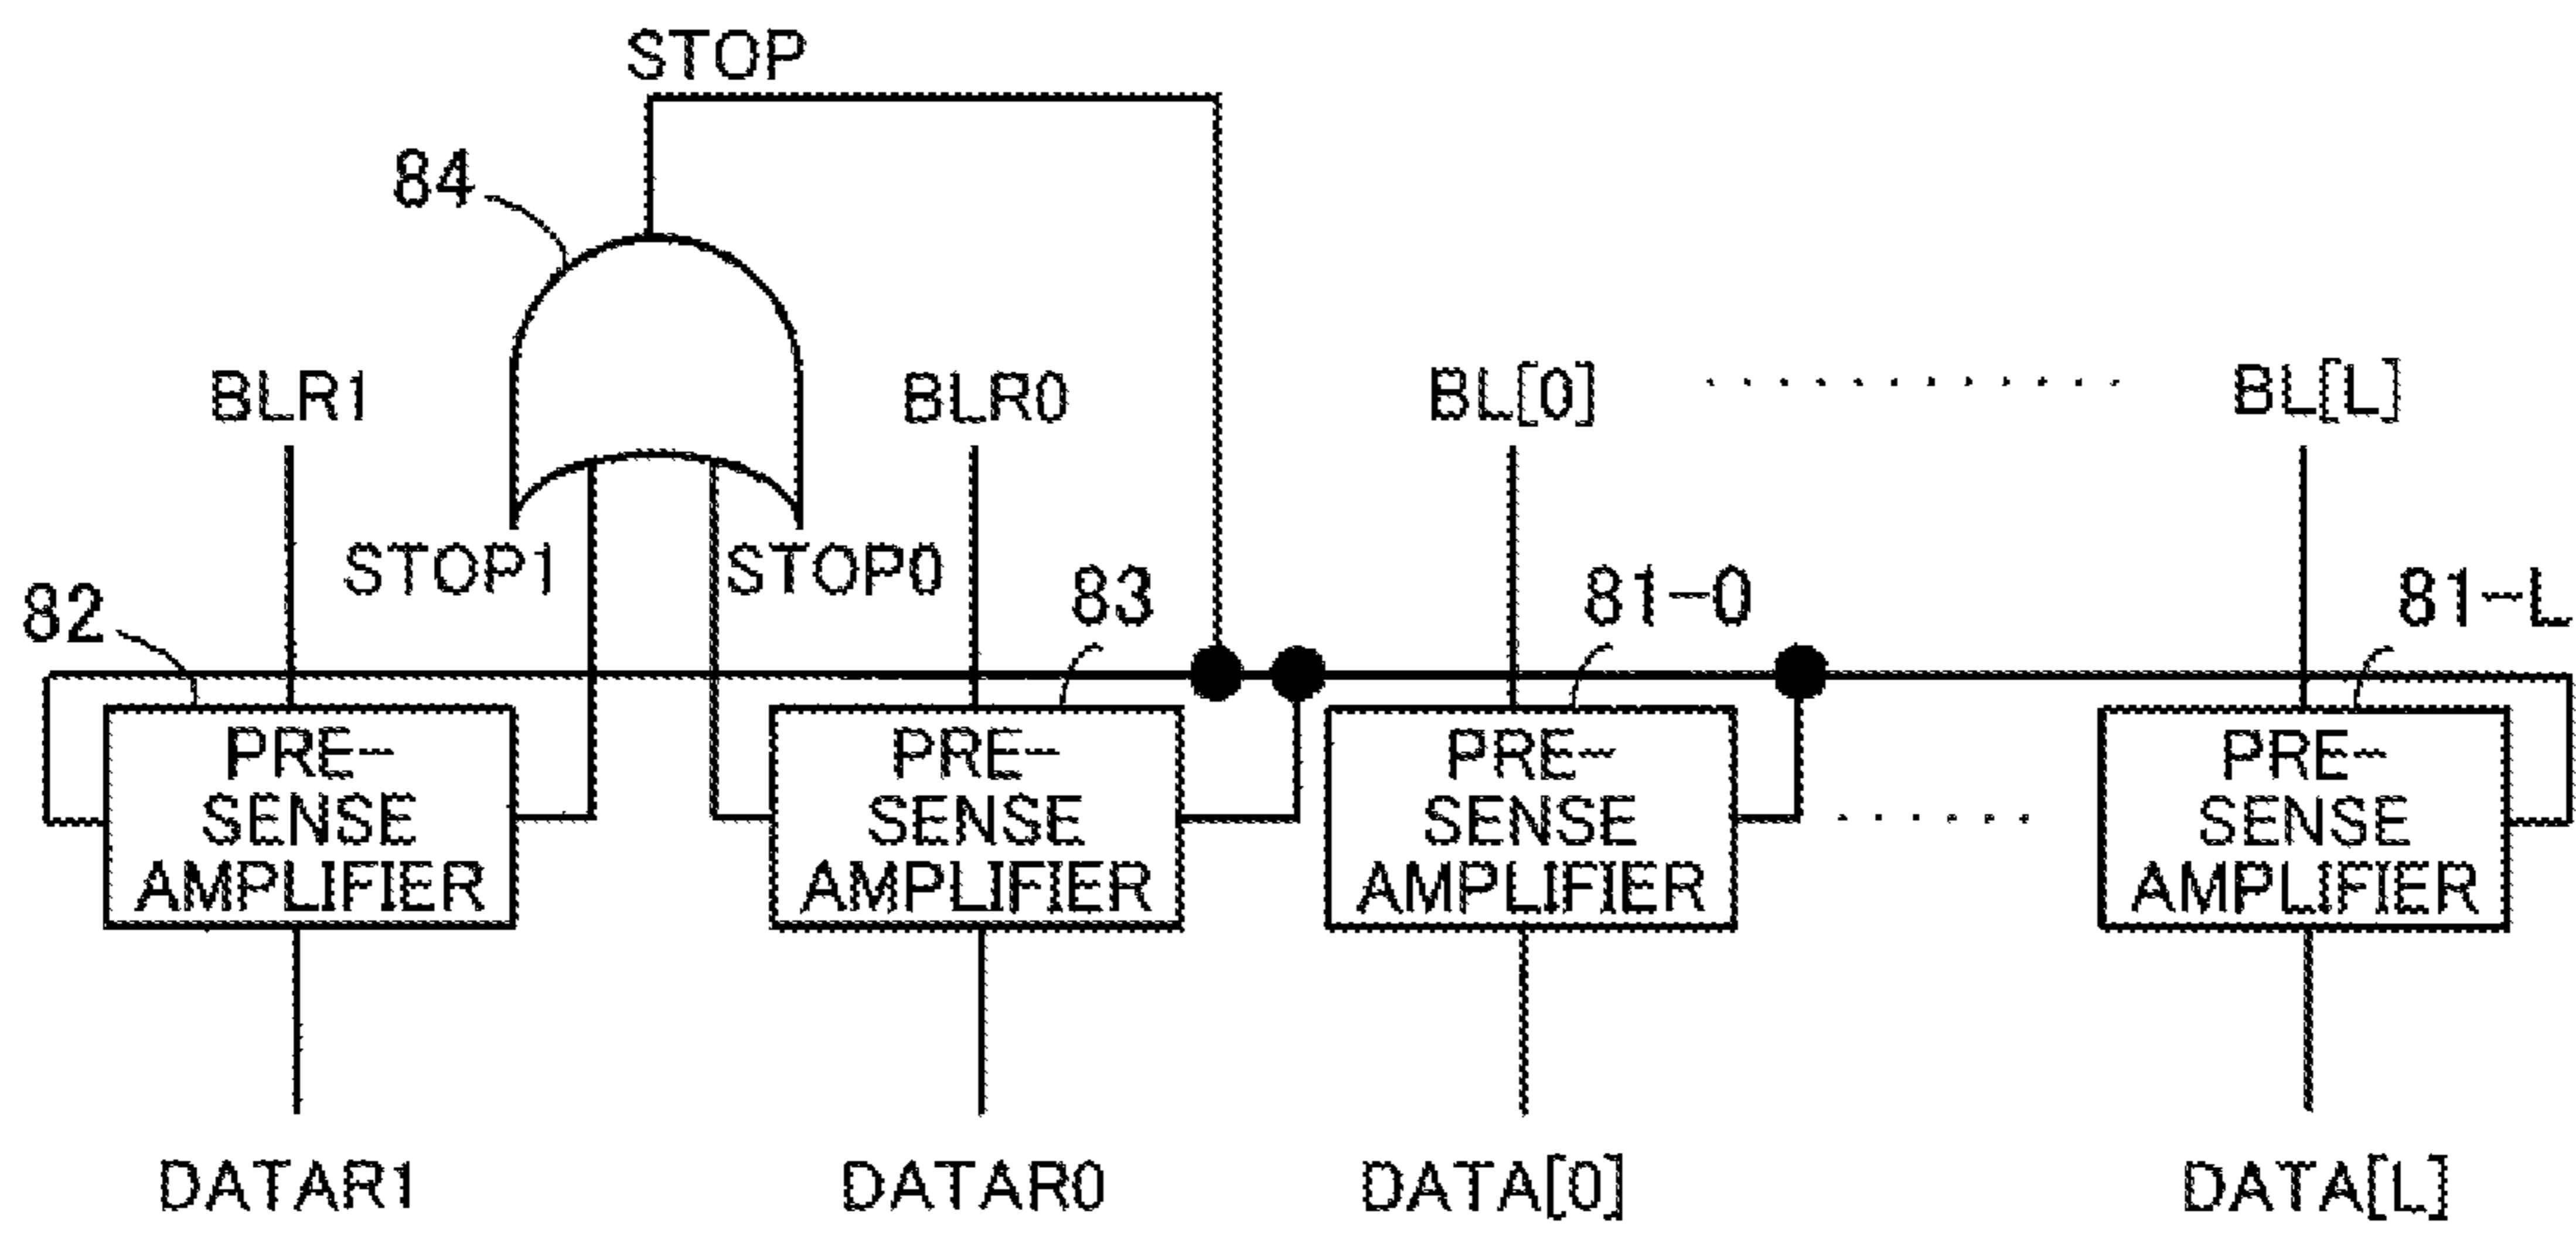 STOP
84
BLR1
BLR0
BL[0]
BL[L]
STOP1
STOP0
82
83
81-0
81-L
PRE-
SENSE
AMPLIFIER
PRE-
SENSE
AMPLIFIER
PRE-
SENSE
AMPLIFIER
PRE-
SENSE
AMPLIFIER
DATAR1
DATAR0
DATA[0]
DATA[L]